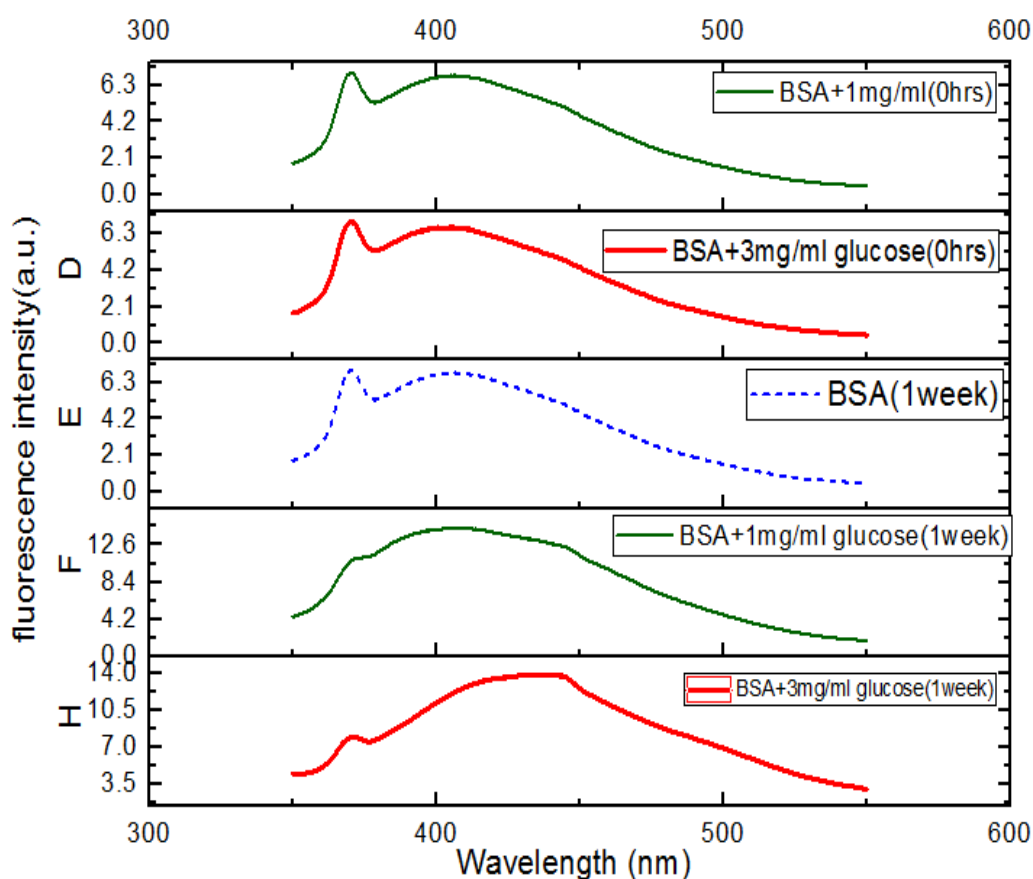 300 400 500 600
6.3
4.2
2.1
0.0
BSA+1mg/ml(0hrs)
D
6.3
4.2
2.1
0.0
BSA+3mg/ml glucose(0hrs)
E
6.3
4.2
2.1
0.0
BSA(1week)
F
12.6
8.4
4.2
0.0
BSA+1mg/ml glucose(1week)
H
14.0
10.5
7.0
3.5
BSA+3mg/ml glucose(1week)
fluorescence intensity(a.u.)
300 400 500 600
Wavelength (nm)